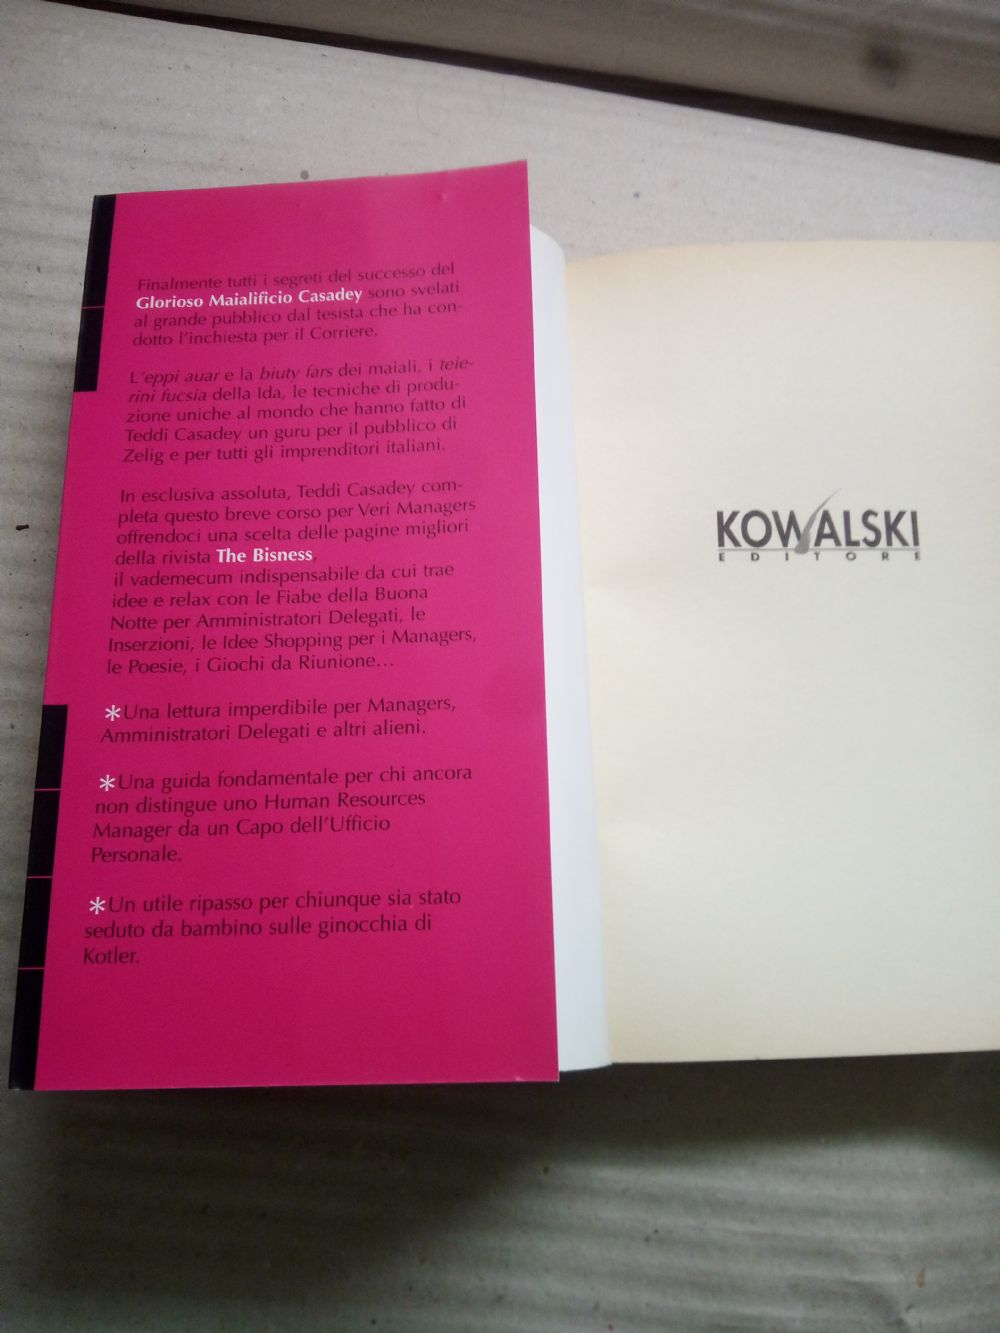 Finalmente tutti i segreti del successo del
Glorioso Maialificio Casadey sono svelati
al grande pubblico dal tesista che ha con-
dotto l'inchiesta per il Corriere.
L'eppi auar e la biuty fars dei maiali, i teie-
rini fucsia della Ida, le tecniche di produ-
zione uniche al mondo che hanno fatto di
Teddi Casadey un guru per il pubblico di
Zelig e per tutti gli imprenditori italiani.
In esclusiva assoluta, Teddi Casadey com-
pleta questo breve corso per Veri Managers
offrendoci una scelta delle pagine migliori
della rivista The Bisness,
il vademecum indispensabile da cui trae
idee e relax con le Fiabe della Buona
Notte per Amministratori Delegati, le
Inserzioni, le Idee Shopping per i Managers,
le Poesie, i Giochi da Riunione...
*Una lettura imperdibile per Managers,
Amministratori Delegati e altri alieni.
*Una guida fondamentale per chi ancora
non distingue uno Human Resources
Manager da un Capo dell'Ufficio
Personale.
*Un utile ripasso per chiunque sia stato
seduto da bambino sulle ginocchia di
Kotler.
KOWALSKI
EDITORE